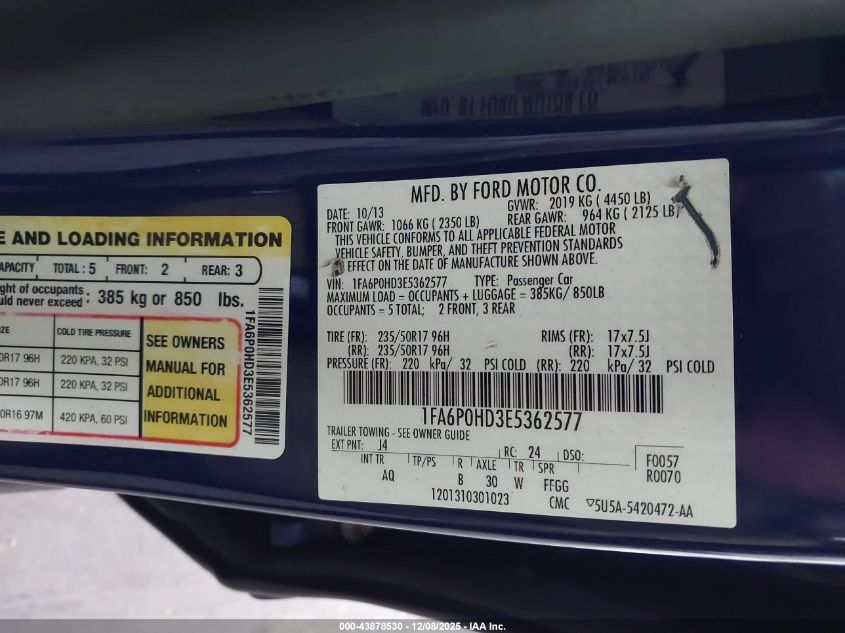 E AND LOADING INFORMATION
APACITY TOTAL : 5 FRONT: 2 REAR: 3
ght of occupants
ould never exceed : 385 kg or 850 lbs.
ZE COLD TIRE PRESSURE
0R17 96H 220 KPA, 32 PSI
0R17 96H 220 KPA, 32 PSI
0R16 97M 420 KPA, 60 PSI
SEE OWNERS
MANUAL FOR
ADDITIONAL
INFORMATION
1FA6P0HD3E5362577
MFD. BY FORD MOTOR CO.
DATE: 10/13 GVWR: 2019 KG ( 4450 LB)
FRONT GAWR: 1066 KG ( 2350 LB) REAR GAWR: 964 KG ( 2125 LB)
THIS VEHICLE CONFORMS TO ALL APPLICABLE FEDERAL MOTOR
VEHICLE SAFETY, BUMPER, AND THEFT PREVENTION STANDARDS
EFFECT ON THE DATE OF MANUFACTURE SHOWN ABOVE.
VIN: 1FA6P0HD3E5362577 TYPE: Passenger Car
MAXIMUM LOAD = OCCUPANTS + LUGGAGE = 385KG/ 850LB
OCCUPANTS = 5 TOTAL; 2 FRONT, 3 REAR
TIRE (FR): 235/50R17 96H RIMS (FR): 17x7.5J
(RR): 235/50R17 96H (RR): 17x7.5J
PRESSURE (FR): 220 kPa/ 32 PSI COLD (RR): 220 kPa/ 32 PSI COLD
1FA6P0HD3E5362577
TRAILER TOWING - SEE OWNER GUIDE
EXT PNT: J4 RC: 24 DSO: F0057
INT TR TP/PS R AXLE TR SPR R0070
AQ B 30 W FFGG
1201310301023 CMC ▽5U5A-5420472-AA
000-43878530 - 12/08/2025 - IAA, Inc.